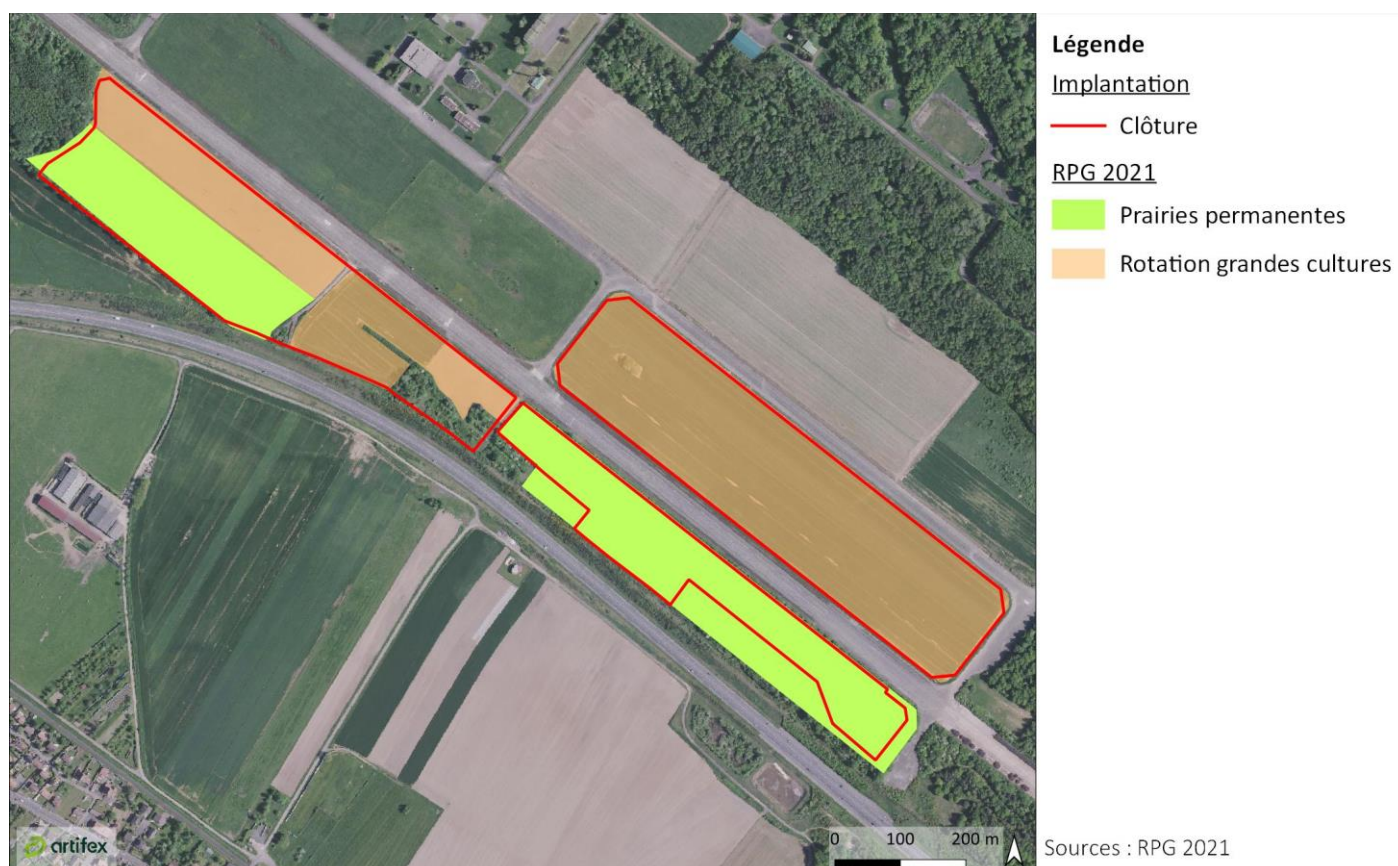 Légende
Implantation
Clôture
RPG 2021
Prairies permanentes
Rotation grandes cultures
artifex
0 100 200 m
Sources : RPG 2021